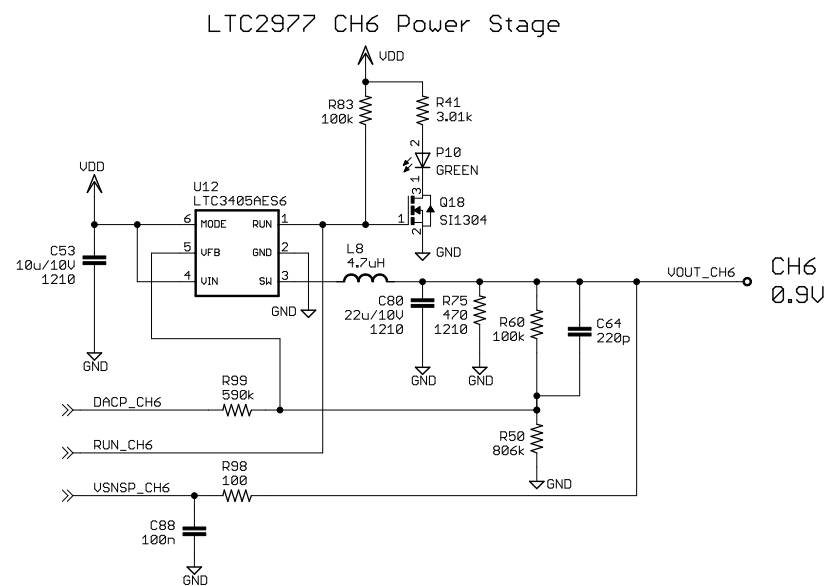 LTC2977 CH6 Power Stage
VDD
R83
100k
R41
3.01k
2
P10
GREEN
1
3
Q18
SI1304
1
2
GND
VDD
U12
LTC3405AES6
6 MODE RUN 1
5 VFB GND 2
4 VIN SW 3
C53
10u/10V
1210
GND
GND
L8
4.7uH
VOUT_CH6
CH6
0.9V
C80
22u/10V
1210
GND
R75
470
1210
GND
R60
100k
C64
220p
R99
590k
DACP_CH6
RUN_CH6
R50
806k
GND
R98
100
VSNSP_CH6
C88
100n
GND